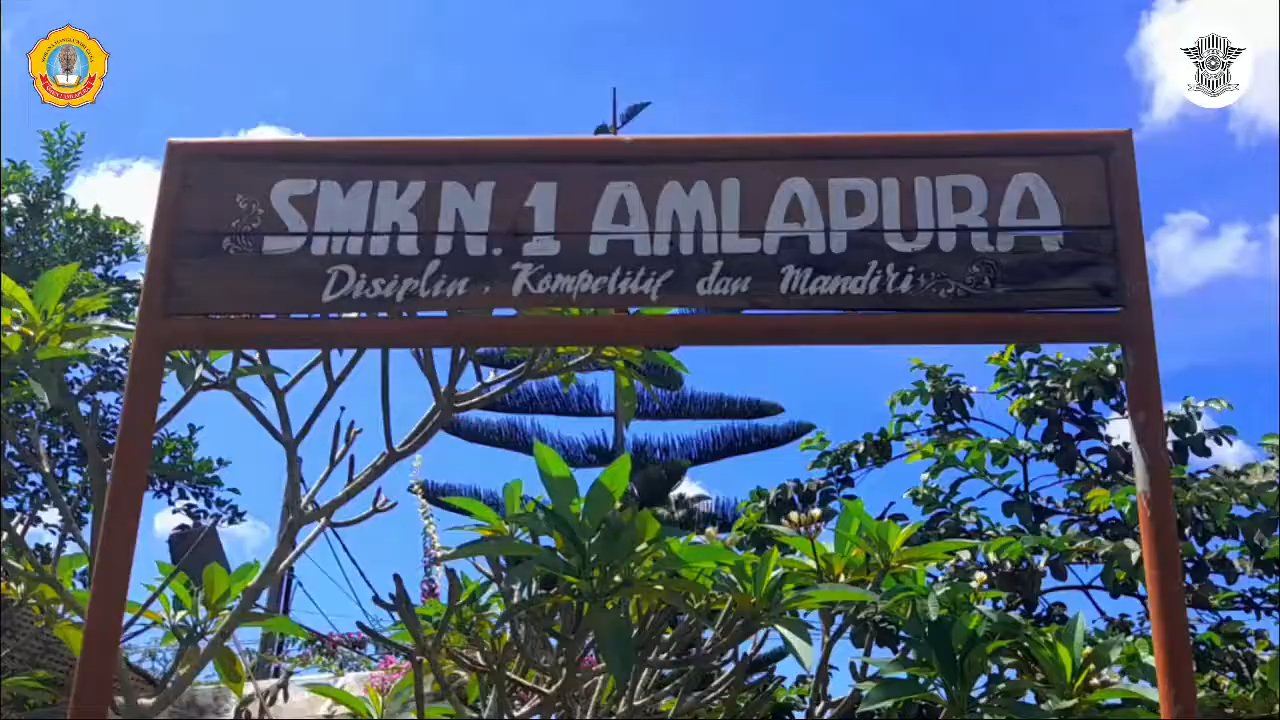 SMK N. 1 AMLAPURA
Disiplin, Kompetitif dan Mandiri